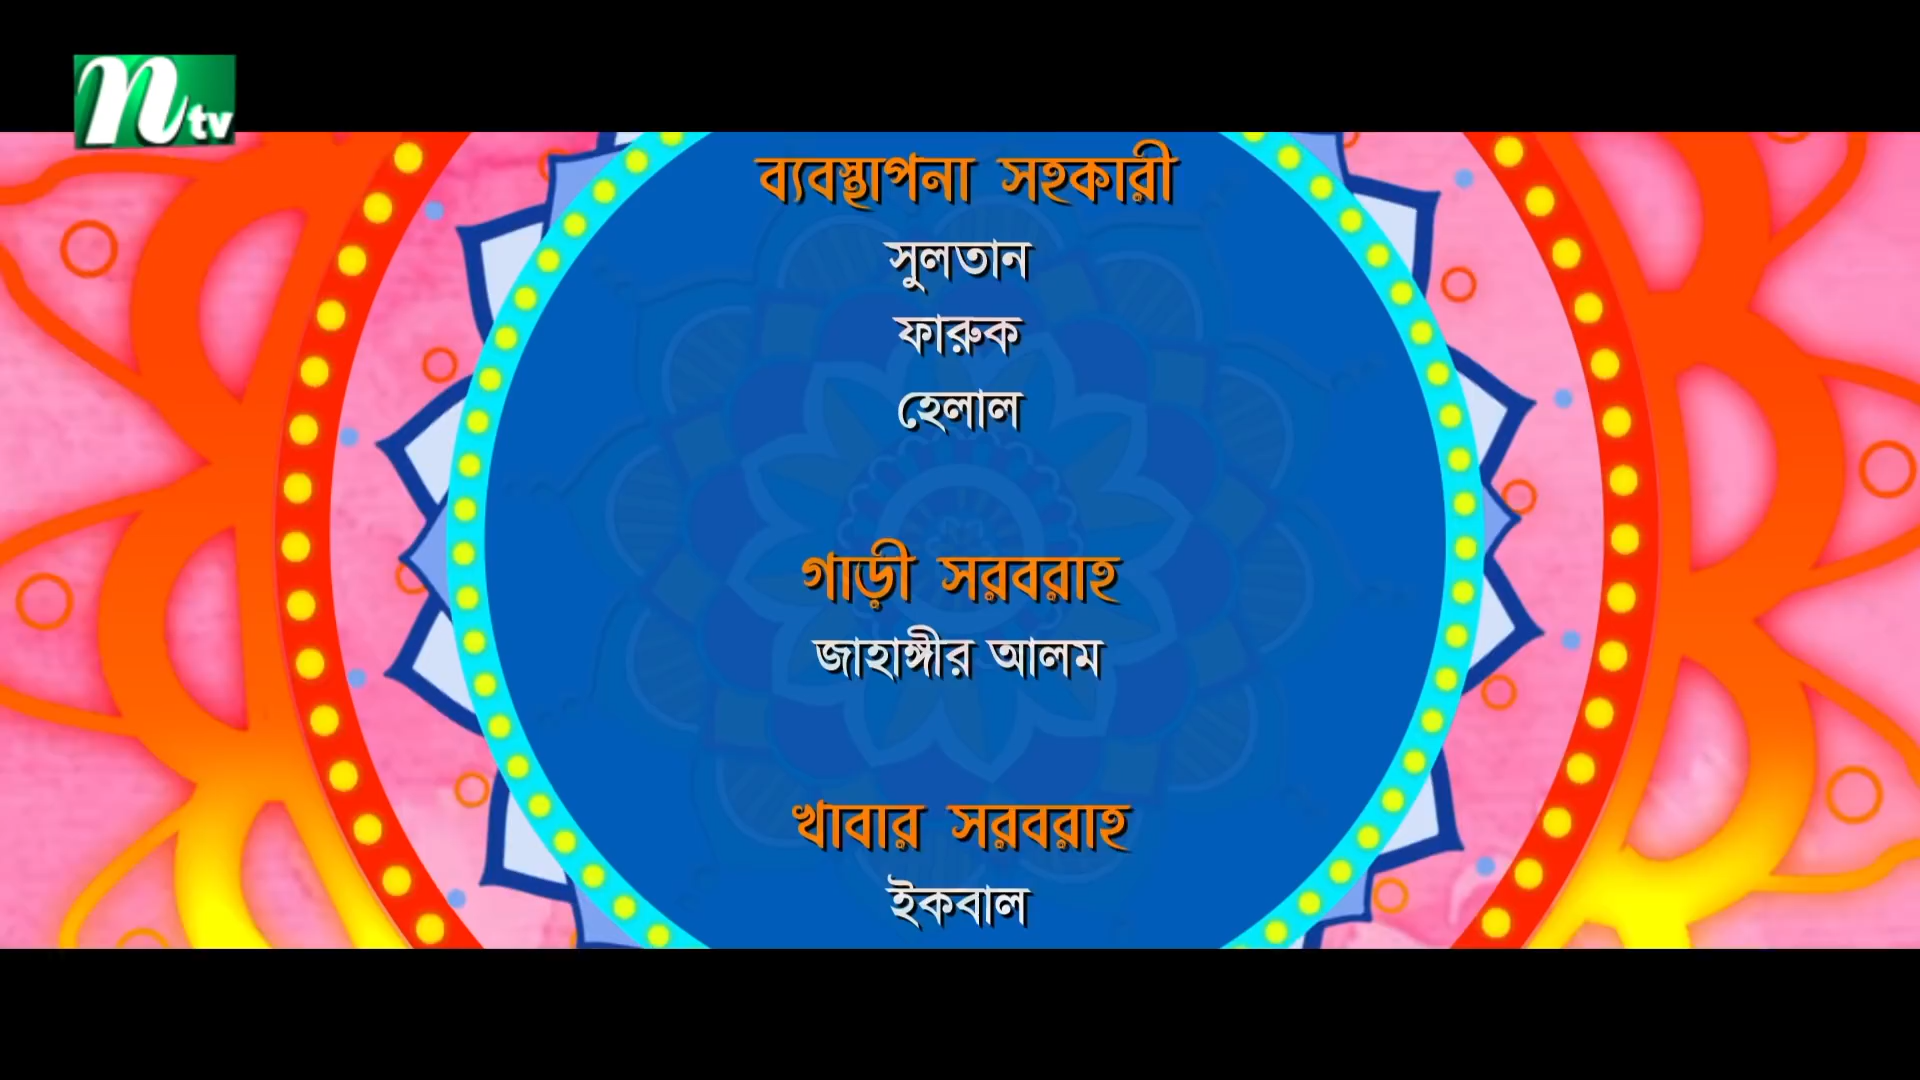 ntv
ব্যবস্থাপনা সহকারী
সুলতান
ফারুক
হেলাল
গাড়ী সরবরাহ
জাহাঙ্গীর আলম
খাবার সরবরাহ
ইকবাল